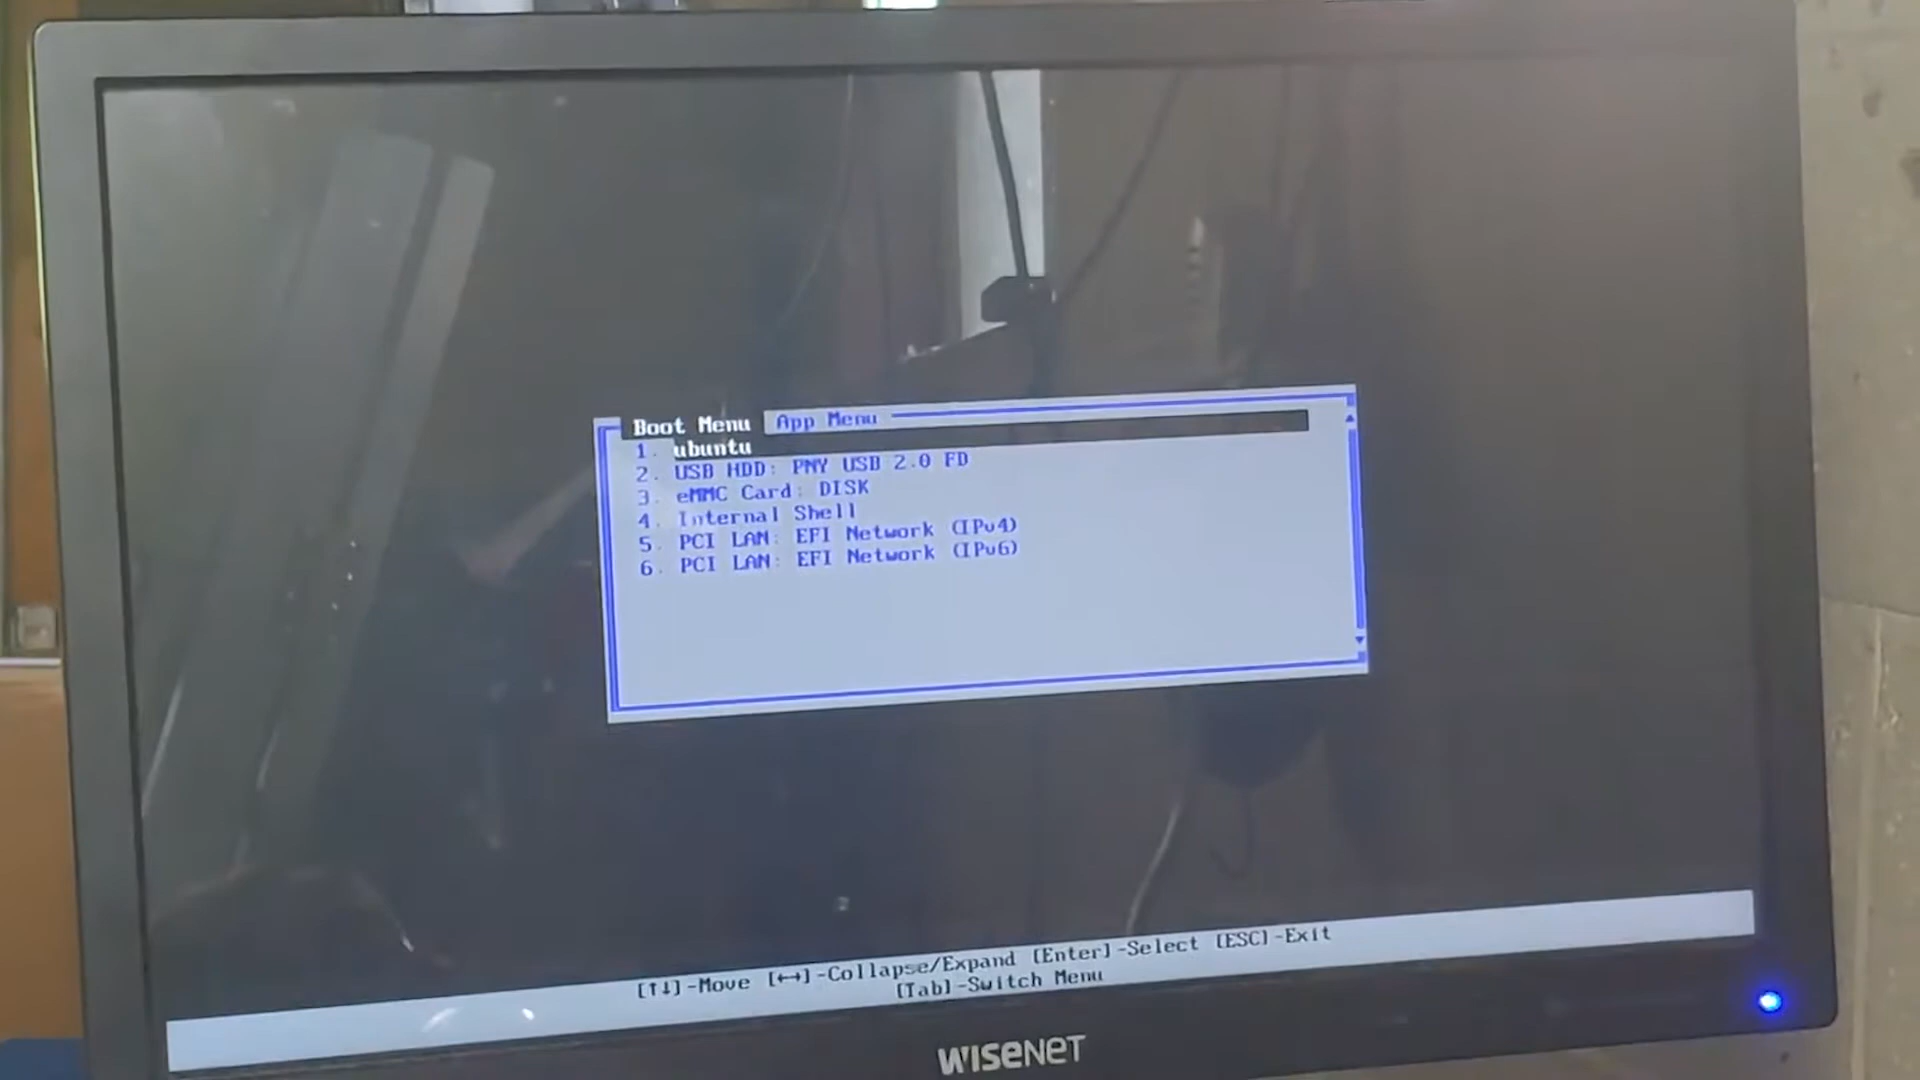 Boot Menu App Menu
1. ubuntu
2. USB HDD: PNY USB 2.0 FD
3. eMMC Card: DISK
4. Internal Shell
5. PCI LAN: EFI Network (IPv4)
6. PCI LAN: EFI Network (IPv6)
[↑↓]-Move [←→]-Collapse/Expand [Enter]-Select [ESC]-Exit
[Tab]-Switch Menu
WISENET